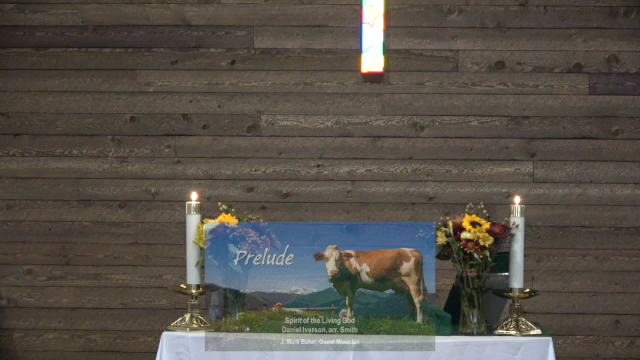 Prelude
Spirit of the Living God
Daniel Iverson, arr. Smith
J. Mark Baker, Guest Musician